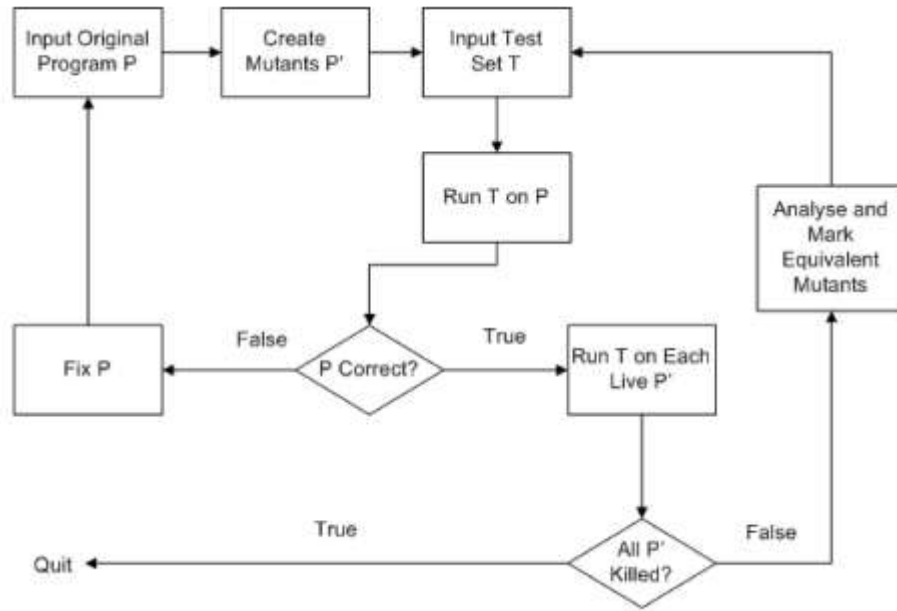 Input Original
Program P
Create
Mutants P'
Input Test
Set T
Run T on P
Analyse and
Mark
Equivalent
Mutants
False
True
Fix P
P Correct?
Run T on Each
Live P'
True
False
Quit
All P'
Killed?